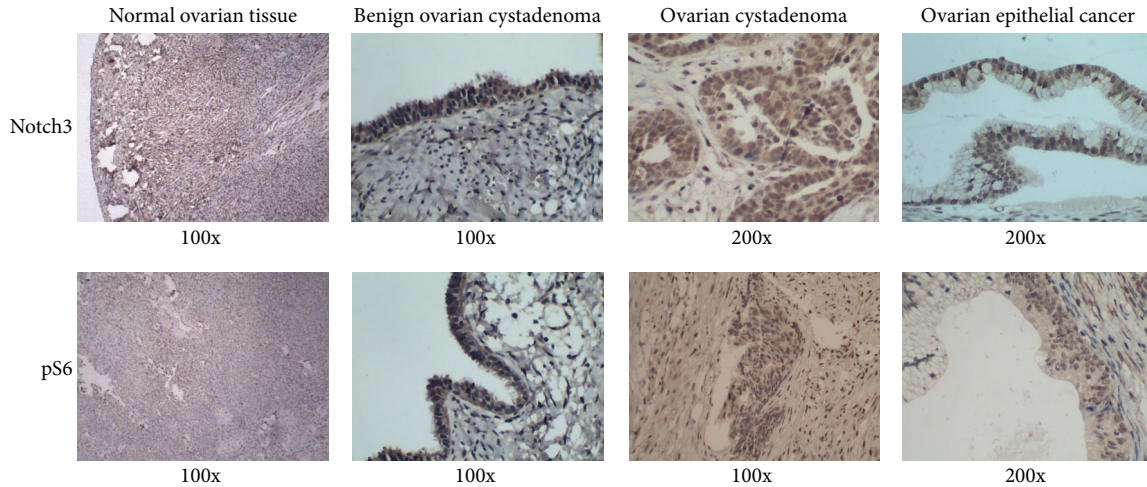 Normal ovarian tissue Benign ovarian cystadenoma Ovarian cystadenoma Ovarian epithelial cancer
Notch3
100x 100x 200x 200x
pS6
100x 100x 100x 200x